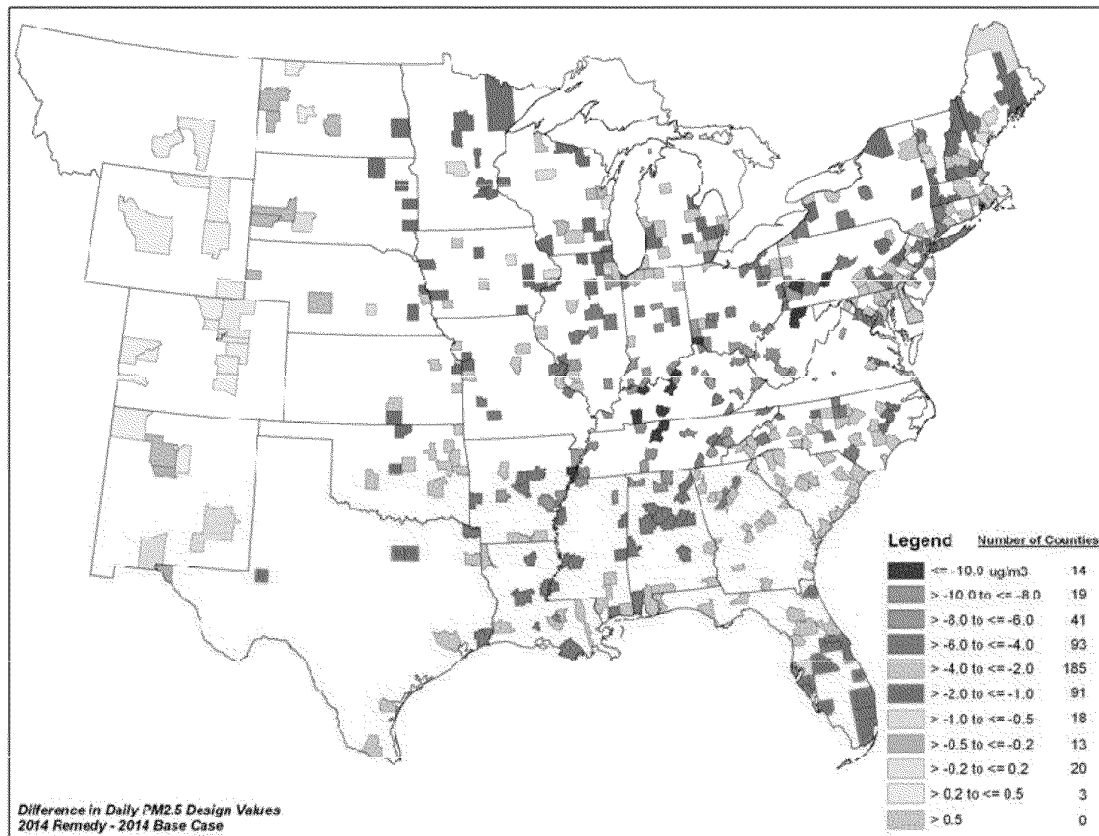 Legend Number of Counties
<= -10.0 ug/m3 14
> -10.0 to <= -8.0 19
> -8.0 to <= -6.0 41
> -6.0 to <= -4.0 93
> -4.0 to <= -2.0 185
> -2.0 to <= -1.0 91
> -1.0 to <= -0.5 18
> -0.5 to <= -0.2 13
> -0.2 to <= 0.2 20
> 0.2 to <= 0.5 3
> 0.5 0
Difference in Daily PM2.5 Design Values
2014 Remedy - 2014 Base Case